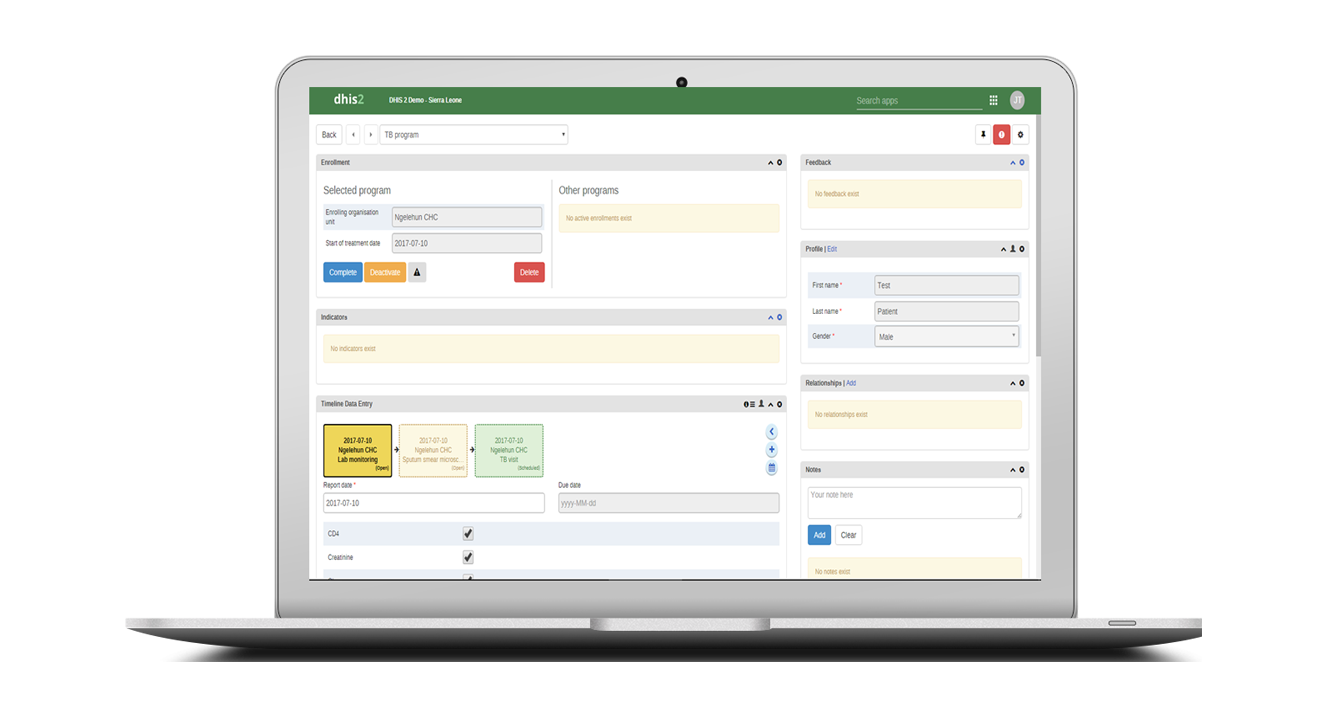 dhis2
DHIS 2 Demo - Sierra Leone
Search apps
JT
Back
TB program
Enrollment
Selected program
Enrolling organisation
unit
Ngelehun CHC
Start of treatment date
2017-07-10
Complete
Deactivate
Delete
Other programs
No active enrollments exist
Indicators
No indicators exist
Timeline Data Entry
2017-07-10
Ngelehun CHC
Lab monitoring
(Open)
2017-07-10
Ngelehun CHC
Sputum smear microsc...
(Open)
2017-07-10
Ngelehun CHC
TB visit
(Scheduled)
Report date *
2017-07-10
Due date
yyyy-MM-dd
CD4
Creatinine
Feedback
No feedback exist
Profile | Edit
First name *
Test
Last name *
Patient
Gender *
Male
Relationships | Add
No relationships exist
Notes
Your note here
Add
Clear
No notes exist